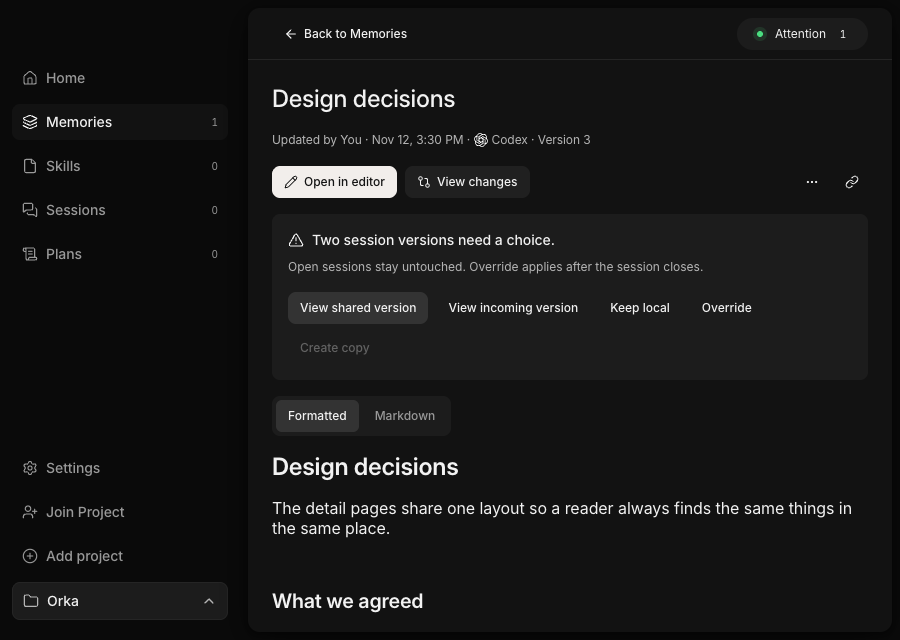 Back to Memories
Attention 1
Home
Memories 1
Skills 0
Sessions 0
Plans 0
Settings
Join Project
Add project
Orka
Design decisions
Updated by You · Nov 12, 3:30 PM · Codex · Version 3
Open in editor
View changes
Two session versions need a choice.
Open sessions stay untouched. Override applies after the session closes.
View shared version
View incoming version
Keep local
Override
Create copy
Formatted
Markdown
Design decisions
The detail pages share one layout so a reader always finds the same things in
the same place.
What we agreed